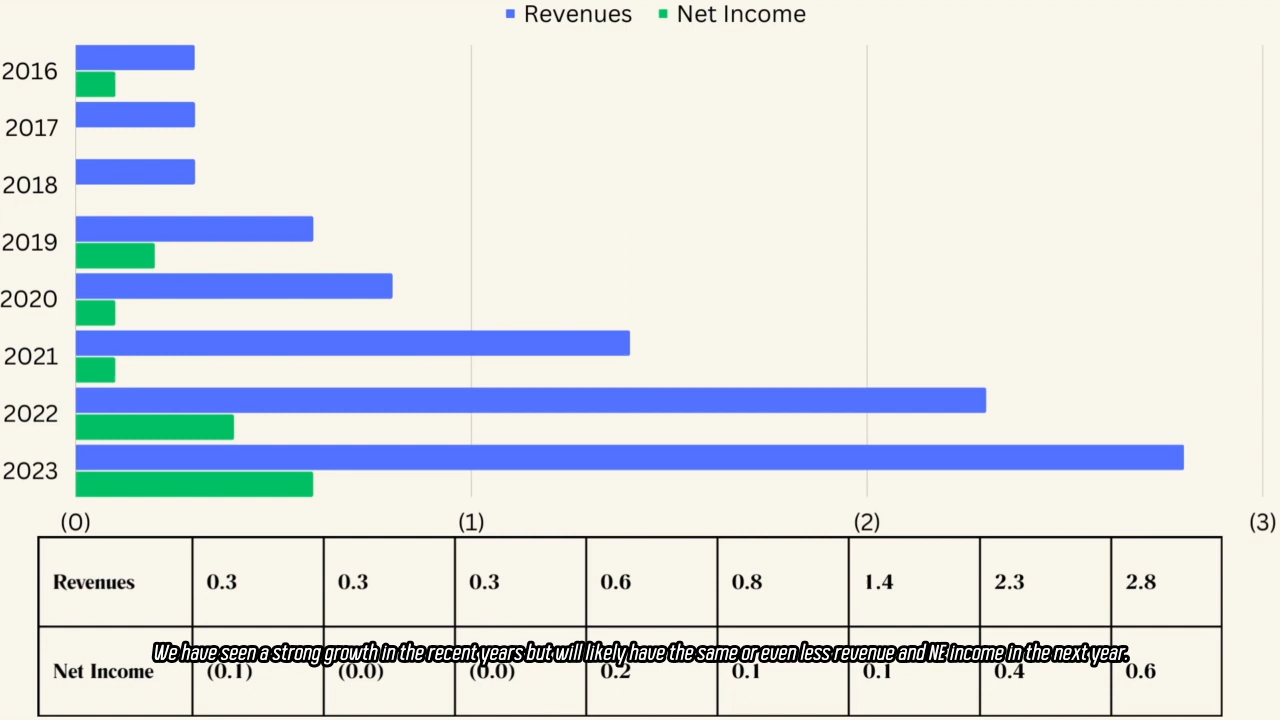 Revenues Net Income
2016
2017
2018
2019
2020
2021
2022
2023
(0) (1) (2) (3)
Revenues 0.3 0.3 0.3 0.6 0.8 1.4 2.3 2.8
We have seen a strong growth in the recent years but will likely have the same or even less revenue and NE income in the next year.
Net Income (0.1) (0.0) (0.0) 0.2 0.1 0.1 0.4 0.6